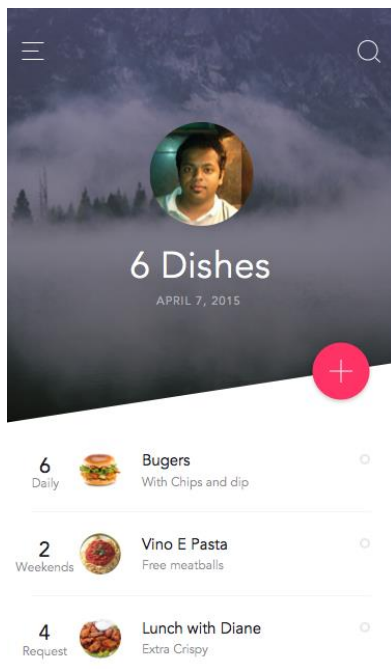 6 Dishes
APRIL 7, 2015
6
Daily
Bugers
With Chips and dip
2
Weekends
Vino E Pasta
Free meatballs
4
Request
Lunch with Diane
Extra Crispy